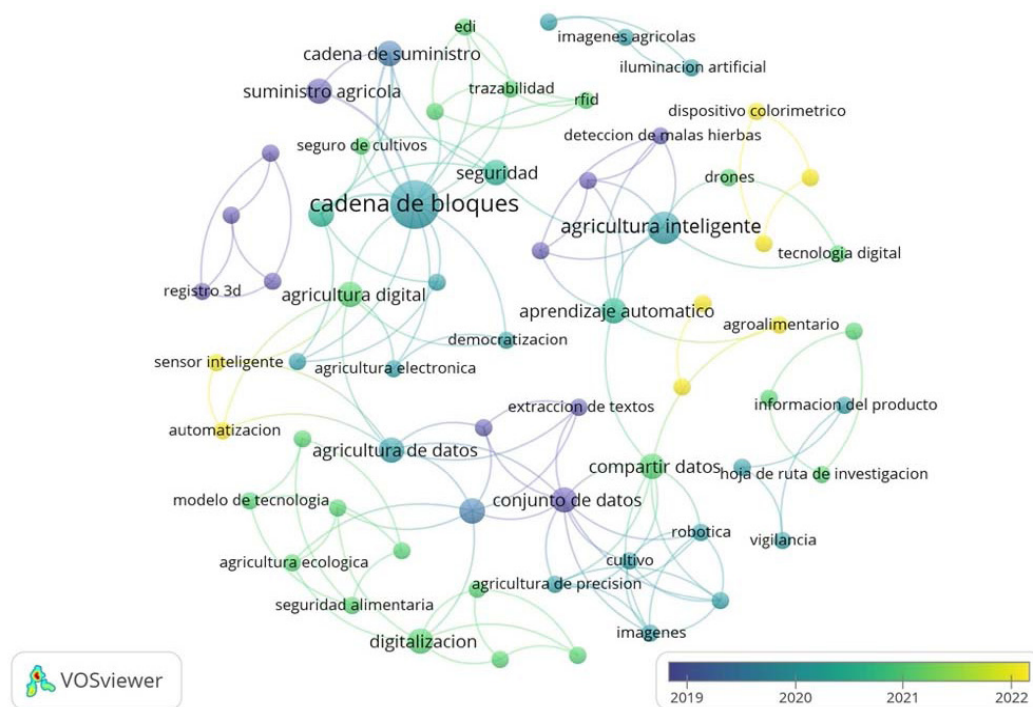 edi
imagenes agricolas
cadena de suministro
iluminacion artificial
suministro agricola
trazabilidad
rfid
dispositivo colorimetrico
deteccion de malas hierbas
seguro de cultivos
seguridad
drones
cadena de bloques
agricultura inteligente
tecnologia digital
registro 3d
agricultura digital
aprendizaje automatico
agroalimentario
democratizacion
sensor inteligente
agricultura electronica
extraccion de textos
informacion del producto
automatizacion
agricultura de datos
compartir datos
hoja de ruta de investigacion
modelo de tecnologia
conjunto de datos
robotica
vigilancia
agricultura ecologica
cultivo
agricultura de precision
seguridad alimentaria
imagenes
digitalizacion
VOSviewer
2019 2020 2021 2022